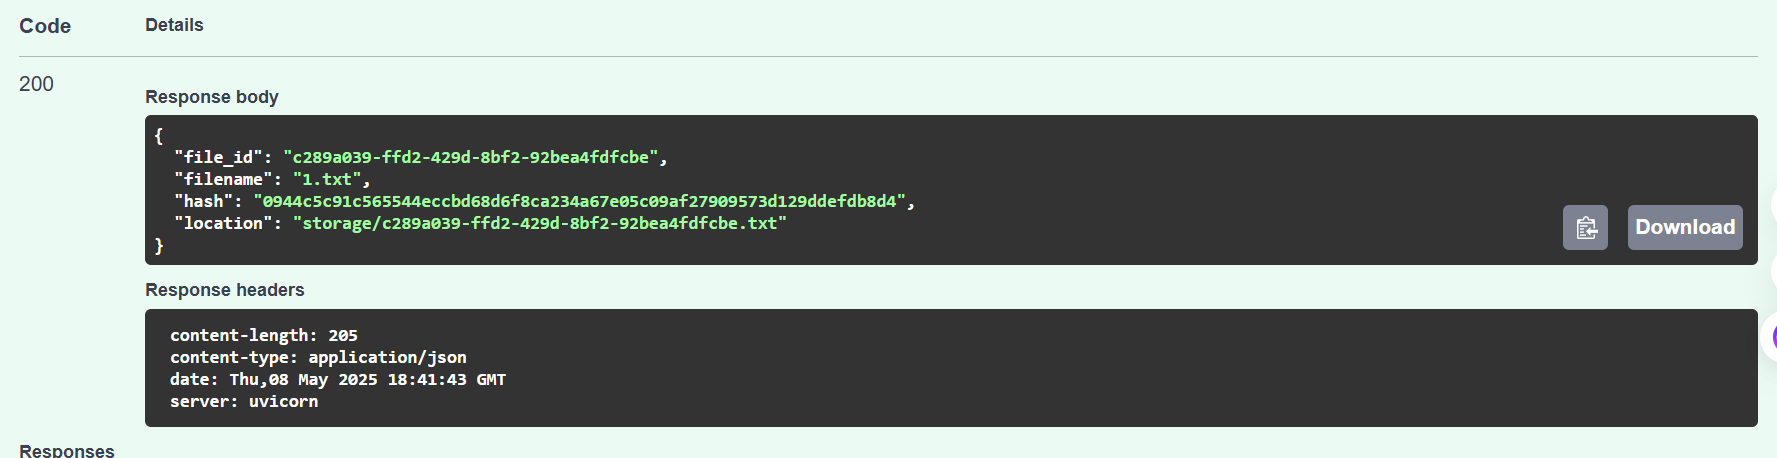 Code Details
200
Response body
{
"file_id": "c289a039-ffd2-429d-8bf2-92bea4fdfcbe",
"filename": "1.txt",
"hash": "0944c5c91c565544eccbd68d6f8ca234a67e05c09af27909573d129ddefdb8d4",
"location": "storage/c289a039-ffd2-429d-8bf2-92bea4fdfcbe.txt"
}
Download
Response headers
content-length: 205
content-type: application/json
date: Thu,08 May 2025 18:41:43 GMT
server: uvicorn
Responses